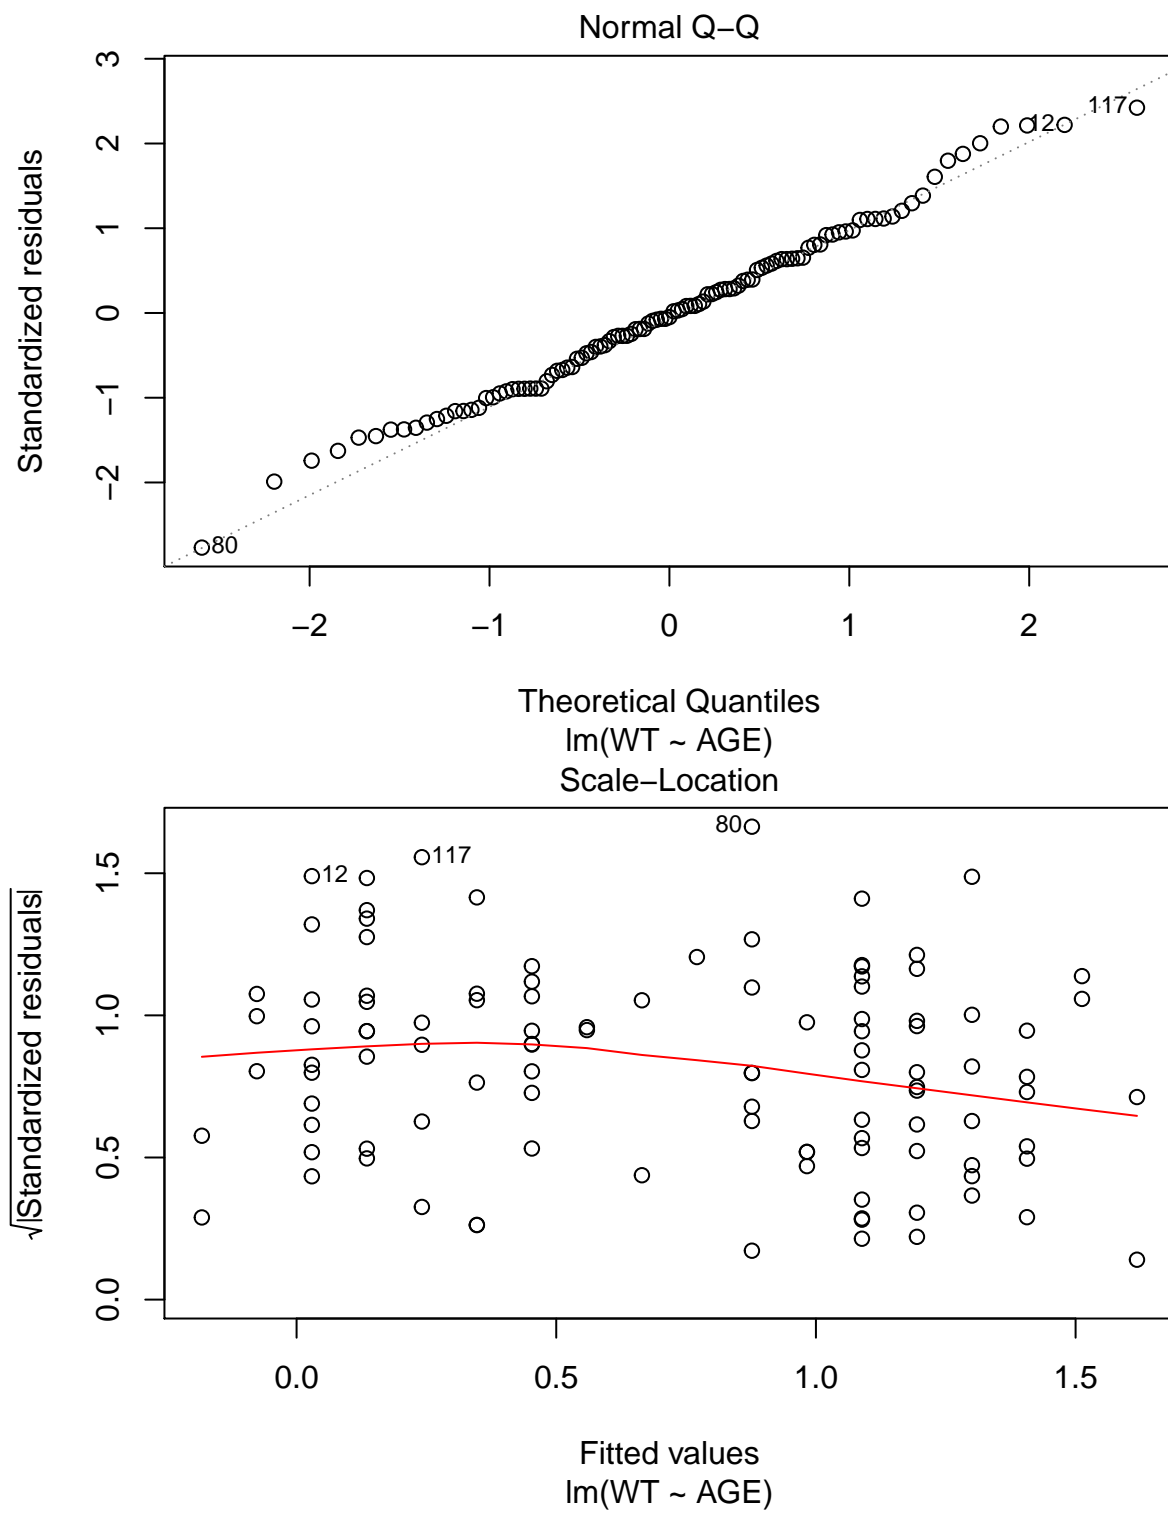 Normal Q−Q
Standardized residuals
3
2
1
0
−1
−2
117
12
80
−2 −1 0 1 2
Theoretical Quantiles
lm(WT ~ AGE)
Scale−Location
√|Standardized residuals|
1.5
1.0
0.5
0.0
80
117
12
0.0 0.5 1.0 1.5
Fitted values
lm(WT ~ AGE)